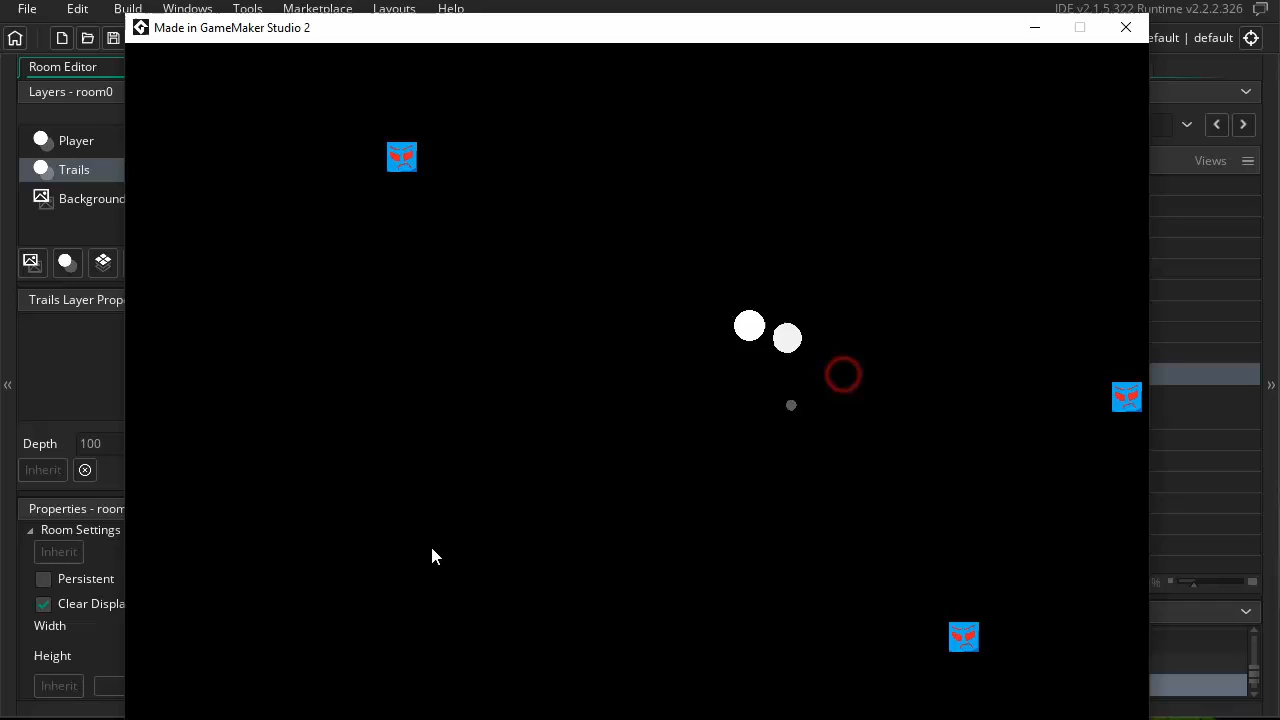 File Edit Build Windows Tools Marketplace Layouts Help IDE v2.1.5.322 Runtime v2.2.2.326
Made in GameMaker Studio 2
efault | default
Room Editor
Layers - room0
Player
Trails
Background
Views
Trails Layer Prop
Depth 100
Inherit
Properties - room
Room Settings
Inherit
Persistent
%
Clear Displa
Width
Height
Inherit